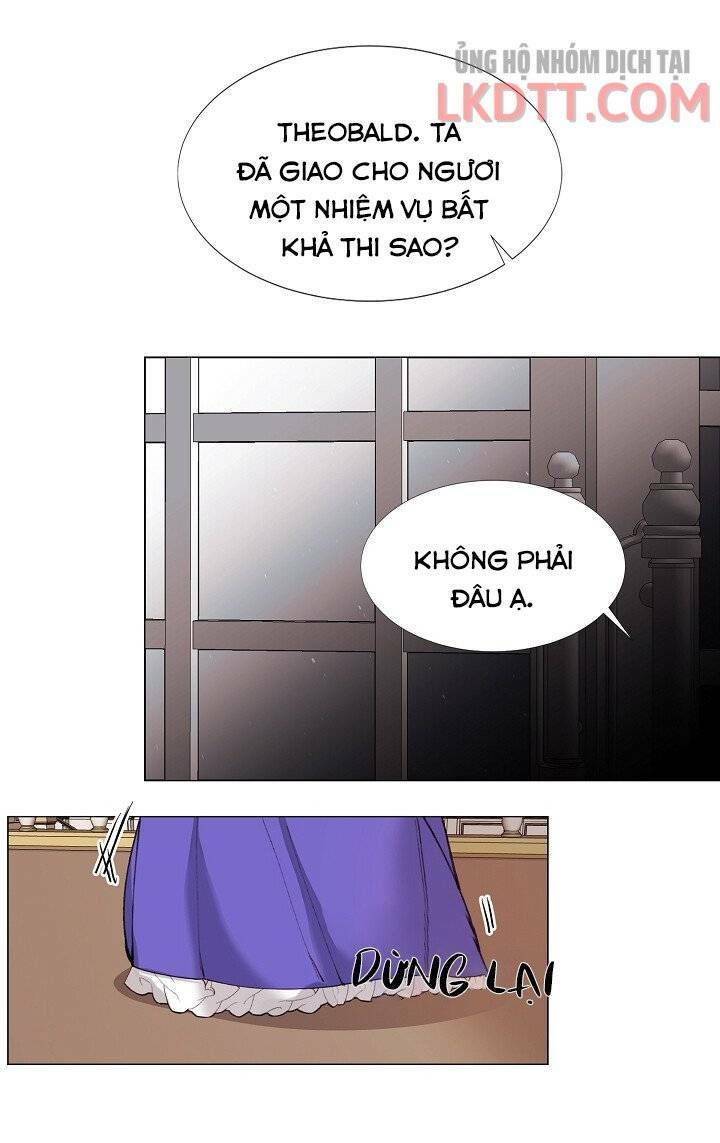 ỦNG HỘ NHÓM DỊCH TẠI
LKDTT.COM
THEOBALD. TA
ĐÃ GIAO CHO NGƯƠI
MỘT NHIỆM VỤ BẤT
KHẢ THI SAO?
KHÔNG PHẢI
ĐÂU Ạ.
DỪNG LẠI